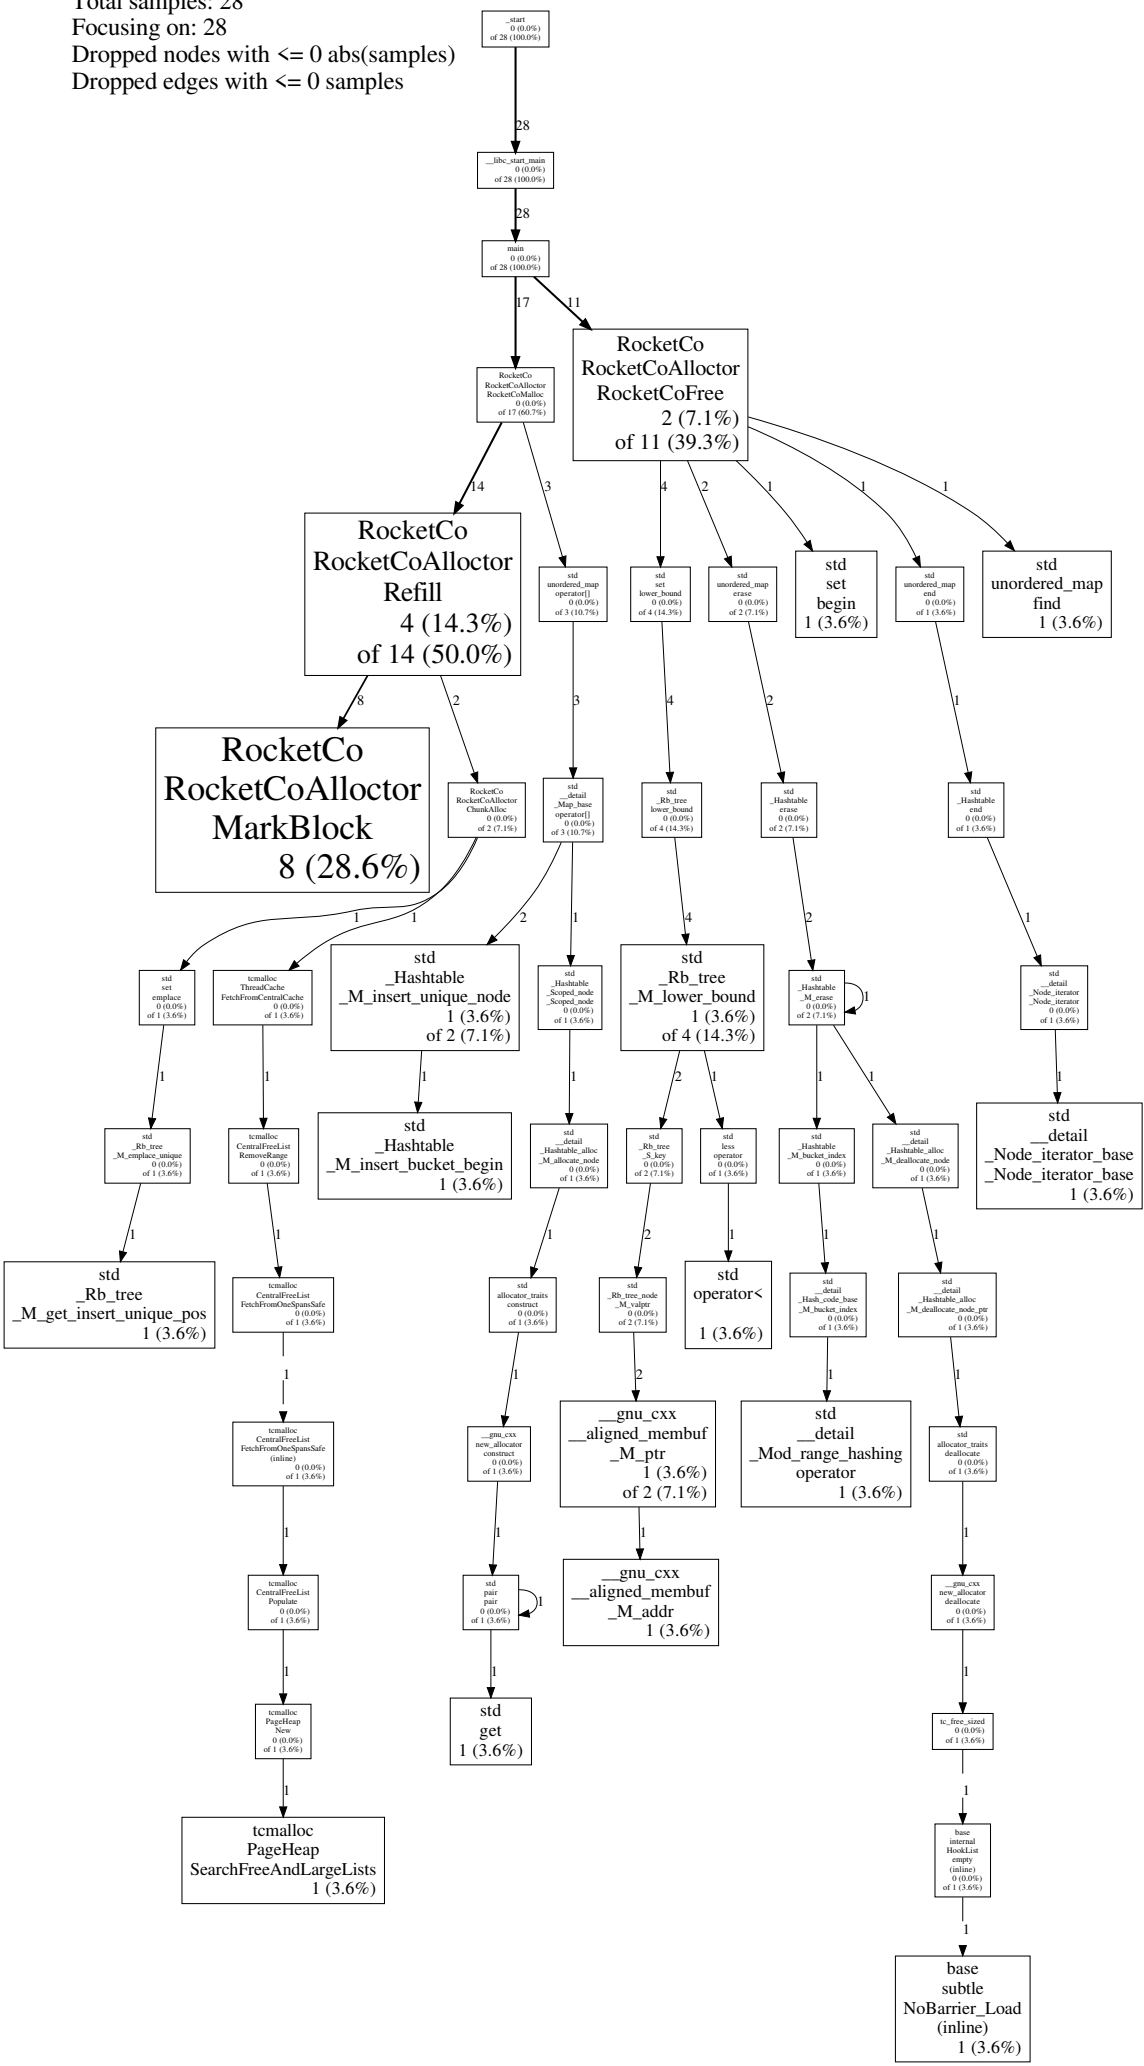 Total samples: 28
Focusing on: 28
Dropped nodes with <= 0 abs(samples)
Dropped edges with <= 0 samples
_start
0 (0.0%)
of 28 (100.0%)
28
__libc_start_main
0 (0.0%)
of 28 (100.0%)
28
main
0 (0.0%)
of 28 (100.0%)
17
11
RocketCo
RocketCoAlloctor
RocketCoFree
2 (7.1%)
of 11 (39.3%)
RocketCo
RocketCoAlloctor
RocketCoMalloc
0 (0.0%)
of 17 (60.7%)
14
3
4
2
1
1
1
RocketCo
RocketCoAlloctor
Refill
4 (14.3%)
of 14 (50.0%)
std
unordered_map
operator[]
0 (0.0%)
of 3 (10.7%)
std
set
lower_bound
0 (0.0%)
of 4 (14.3%)
std
unordered_map
erase
0 (0.0%)
of 2 (7.1%)
std
set
begin
1 (3.6%)
std
unordered_map
end
0 (0.0%)
of 1 (3.6%)
std
unordered_map
find
1 (3.6%)
8
2
3
4
2
1
RocketCo
RocketCoAlloctor
MarkBlock
8 (28.6%)
RocketCo
RocketCoAlloctor
ChunkAlloc
0 (0.0%)
of 2 (7.1%)
std
__detail
_Map_base
operator[]
0 (0.0%)
of 3 (10.7%)
std
_Rb_tree
lower_bound
0 (0.0%)
of 4 (14.3%)
std
_Hashtable
erase
0 (0.0%)
of 2 (7.1%)
std
_Hashtable
end
0 (0.0%)
of 1 (3.6%)
1
1
2
1
4
2
1
std
set
emplace
0 (0.0%)
of 1 (3.6%)
tcmalloc
ThreadCache
FetchFromCentralCache
0 (0.0%)
of 1 (3.6%)
std
_Hashtable
_M_insert_unique_node
1 (3.6%)
of 2 (7.1%)
std
_Hashtable
_Scoped_node
_Scoped_node
0 (0.0%)
of 1 (3.6%)
std
_Rb_tree
_M_lower_bound
1 (3.6%)
of 4 (14.3%)
std
_Hashtable
_M_erase
0 (0.0%)
of 2 (7.1%)
1
std
__detail
_Node_iterator
_Node_iterator
0 (0.0%)
of 1 (3.6%)
1
1
1
1
2
1
1
1
1
std
_Rb_tree
_M_emplace_unique
0 (0.0%)
of 1 (3.6%)
tcmalloc
CentralFreeList
RemoveRange
0 (0.0%)
of 1 (3.6%)
std
_Hashtable
_M_insert_bucket_begin
1 (3.6%)
std
__detail
_Hashtable_alloc
_M_allocate_node
0 (0.0%)
of 1 (3.6%)
std
_Rb_tree
_S_key
0 (0.0%)
of 2 (7.1%)
std
less
operator
0 (0.0%)
of 1 (3.6%)
std
_Hashtable
_M_bucket_index
0 (0.0%)
of 1 (3.6%)
std
__detail
_Hashtable_alloc
_M_deallocate_node
0 (0.0%)
of 1 (3.6%)
std
__detail
_Node_iterator_base
_Node_iterator_base
1 (3.6%)
1
1
1
2
1
1
1
std
_Rb_tree
_M_get_insert_unique_pos
1 (3.6%)
tcmalloc
CentralFreeList
FetchFromOneSpansSafe
0 (0.0%)
of 1 (3.6%)
std
allocator_traits
construct
0 (0.0%)
of 1 (3.6%)
std
_Rb_tree_node
_M_valptr
0 (0.0%)
of 2 (7.1%)
std
operator<
1 (3.6%)
std
__detail
_Hash_code_base
_M_bucket_index
0 (0.0%)
of 1 (3.6%)
std
__detail
_Hashtable_alloc
_M_deallocate_node_ptr
0 (0.0%)
of 1 (3.6%)
1
1
2
1
1
tcmalloc
CentralFreeList
FetchFromOneSpansSafe
(inline)
0 (0.0%)
of 1 (3.6%)
__gnu_cxx
new_allocator
construct
0 (0.0%)
of 1 (3.6%)
__gnu_cxx
__aligned_membuf
_M_ptr
1 (3.6%)
of 2 (7.1%)
std
__detail
_Mod_range_hashing
operator
1 (3.6%)
std
allocator_traits
deallocate
0 (0.0%)
of 1 (3.6%)
1
1
1
1
tcmalloc
CentralFreeList
Populate
0 (0.0%)
of 1 (3.6%)
std
pair
pair
0 (0.0%)
of 1 (3.6%)
1
__gnu_cxx
__aligned_membuf
_M_addr
1 (3.6%)
__gnu_cxx
new_allocator
deallocate
0 (0.0%)
of 1 (3.6%)
1
1
1
tcmalloc
PageHeap
New
0 (0.0%)
of 1 (3.6%)
std
get
1 (3.6%)
tc_free_sized
0 (0.0%)
of 1 (3.6%)
1
1
tcmalloc
PageHeap
SearchFreeAndLargeLists
1 (3.6%)
base
internal
HookList
empty
(inline)
0 (0.0%)
of 1 (3.6%)
1
base
subtle
NoBarrier_Load
(inline)
1 (3.6%)